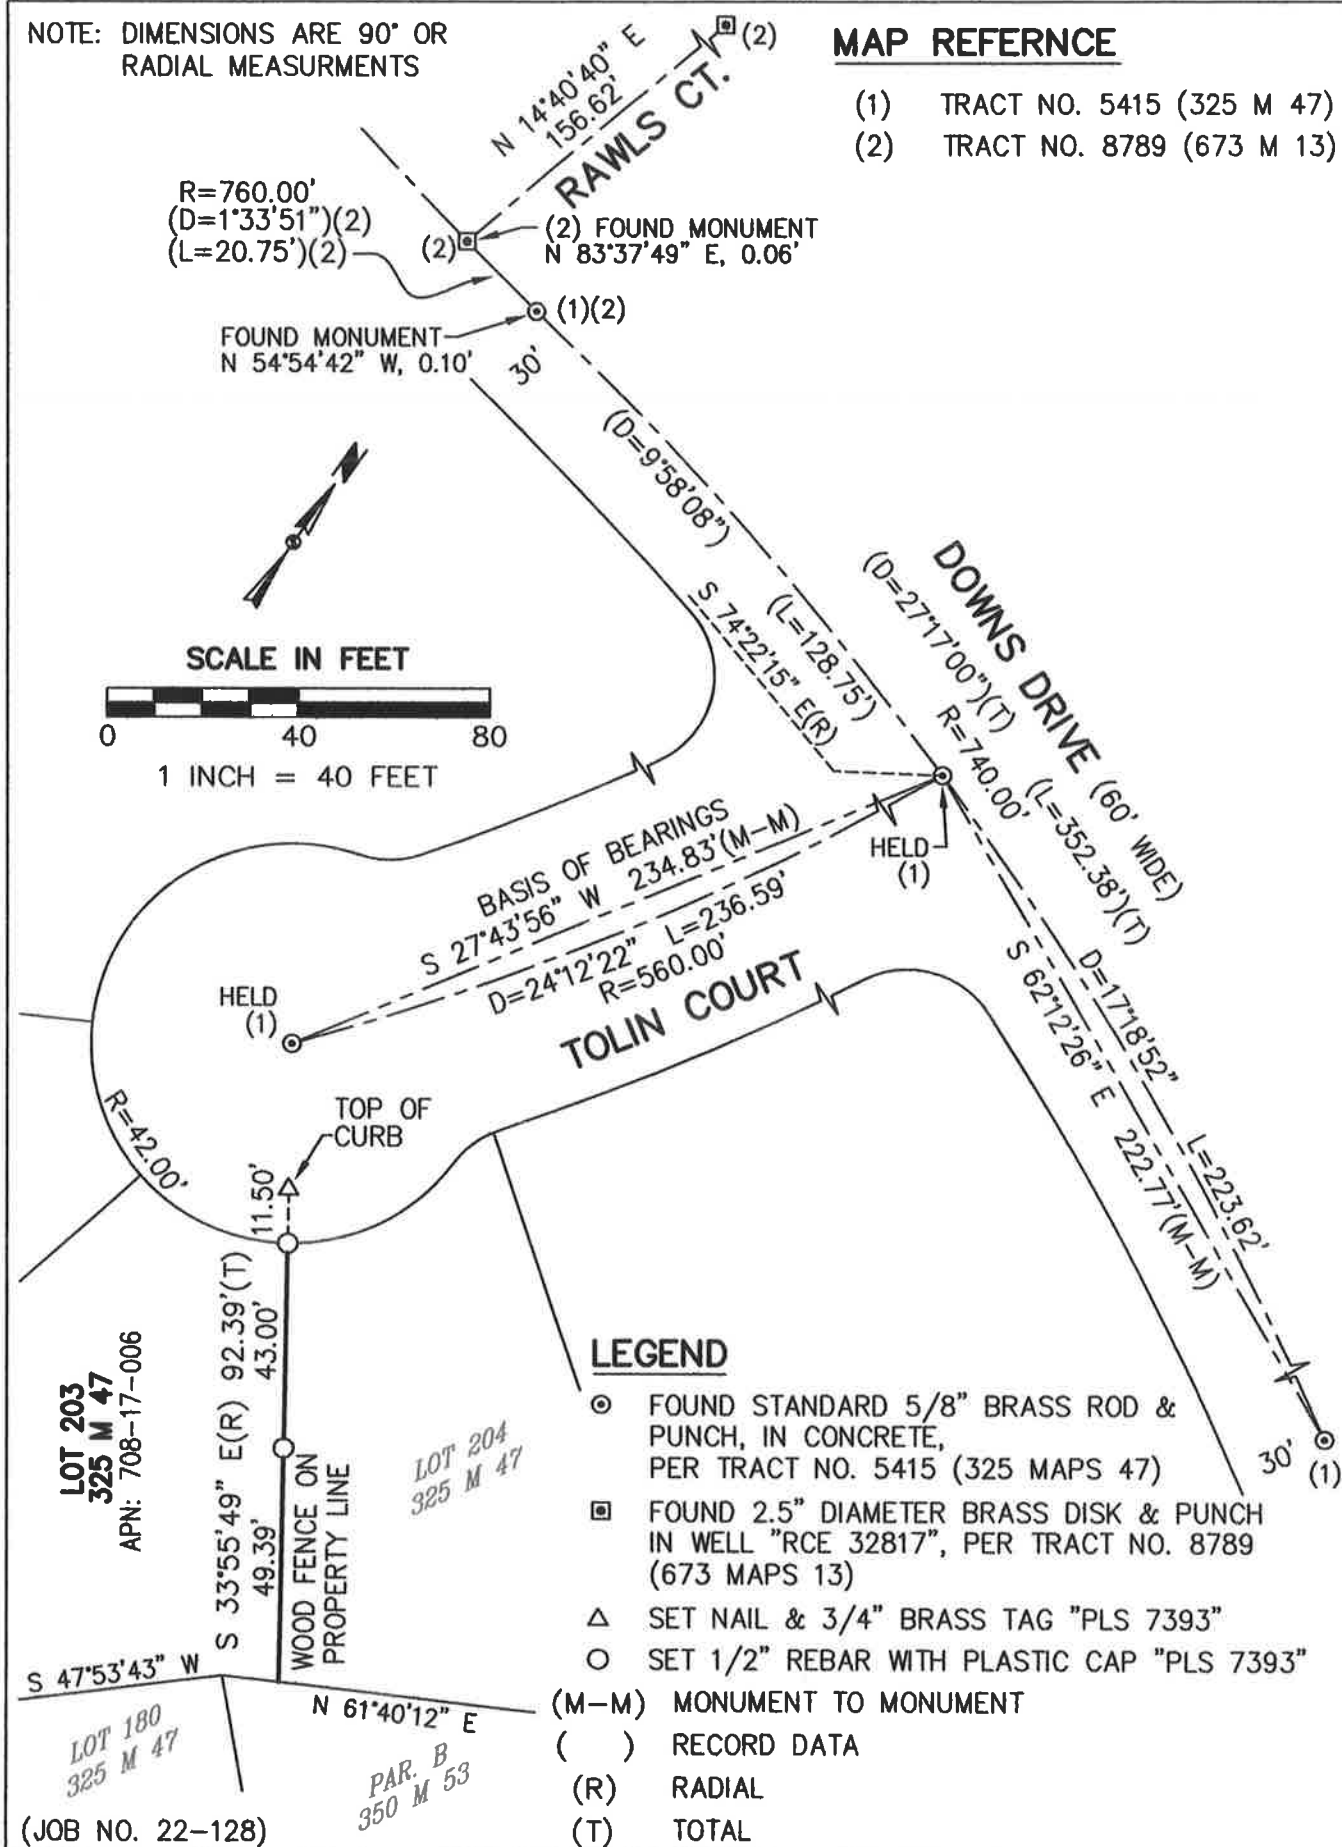 NOTE: DIMENSIONS ARE 90° OR
RADIAL MEASURMENTS
MAP REFERNCE
(1) TRACT NO. 5415 (325 M 47)
(2) TRACT NO. 8789 (673 M 13)
(2)
N 14°40'40" E
156.62'
RAWLS CT.
R=760.00'
(D=1°33'51")(2)
(L=20.75')(2)
(2)
(2) FOUND MONUMENT
N 83°37'49" E, 0.06'
(1)(2)
FOUND MONUMENT
N 54°54'42" W, 0.10'
30'
(D=9°58'08")
(L=128.75')
S 74°22'15" E(R)
DOWNS DRIVE (60' WIDE)
(D=27°17'00")(T)
R=740.00'
(L=352.38')(T)
SCALE IN FEET
0 40 80
1 INCH = 40 FEET
BASIS OF BEARINGS
S 27°43'56" W 234.83'(M-M)
D=24°12'22" L=236.59'
R=560.00'
TOLIN COURT
HELD
(1)
HELD
(1)
D=17°18'52"
L=223.62'
S 62°12'26" E 222.77'(M-M)
R=42.00'
TOP OF
CURB
11.50'
S 33°55'49" E(R) 92.39'(T)
43.00'
49.39'
WOOD FENCE ON
PROPERTY LINE
LOT 203
325 M 47
APN: 708-17-006
LOT 204
325 M 47
30'
(1)
LEGEND
FOUND STANDARD 5/8" BRASS ROD &
PUNCH, IN CONCRETE,
PER TRACT NO. 5415 (325 MAPS 47)
FOUND 2.5" DIAMETER BRASS DISK & PUNCH
IN WELL "RCE 32817", PER TRACT NO. 8789
(673 MAPS 13)
SET NAIL & 3/4" BRASS TAG "PLS 7393"
SET 1/2" REBAR WITH PLASTIC CAP "PLS 7393"
(M-M) MONUMENT TO MONUMENT
( ) RECORD DATA
(R) RADIAL
(T) TOTAL
S 47°53'43" W
N 61°40'12" E
LOT 180
325 M 47
PAR. B
350 M 53
(JOB NO. 22-128)